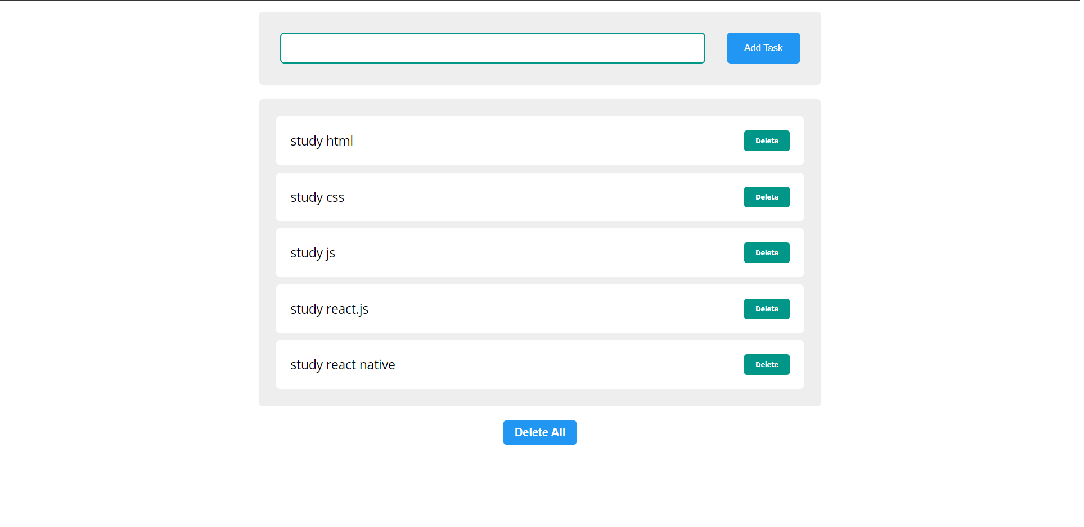 Add Task
study html
Delete
study css
Delete
study js
Delete
study react.js
Delete
study react native
Delete
Delete All